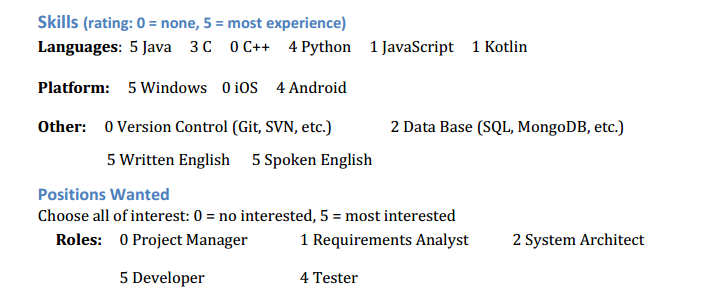 Skills (rating: 0 = none, 5 = most experience)
Languages: 5 Java 3 C 0 C++ 4 Python 1 JavaScript 1 Kotlin
Platform: 5 Windows 0 iOS 4 Android
Other: 0 Version Control (Git, SVN, etc.) 2 Data Base (SQL, MongoDB, etc.)
5 Written English 5 Spoken English
Positions Wanted
Choose all of interest: 0 = no interested, 5 = most interested
Roles: 0 Project Manager 1 Requirements Analyst 2 System Architect
5 Developer 4 Tester